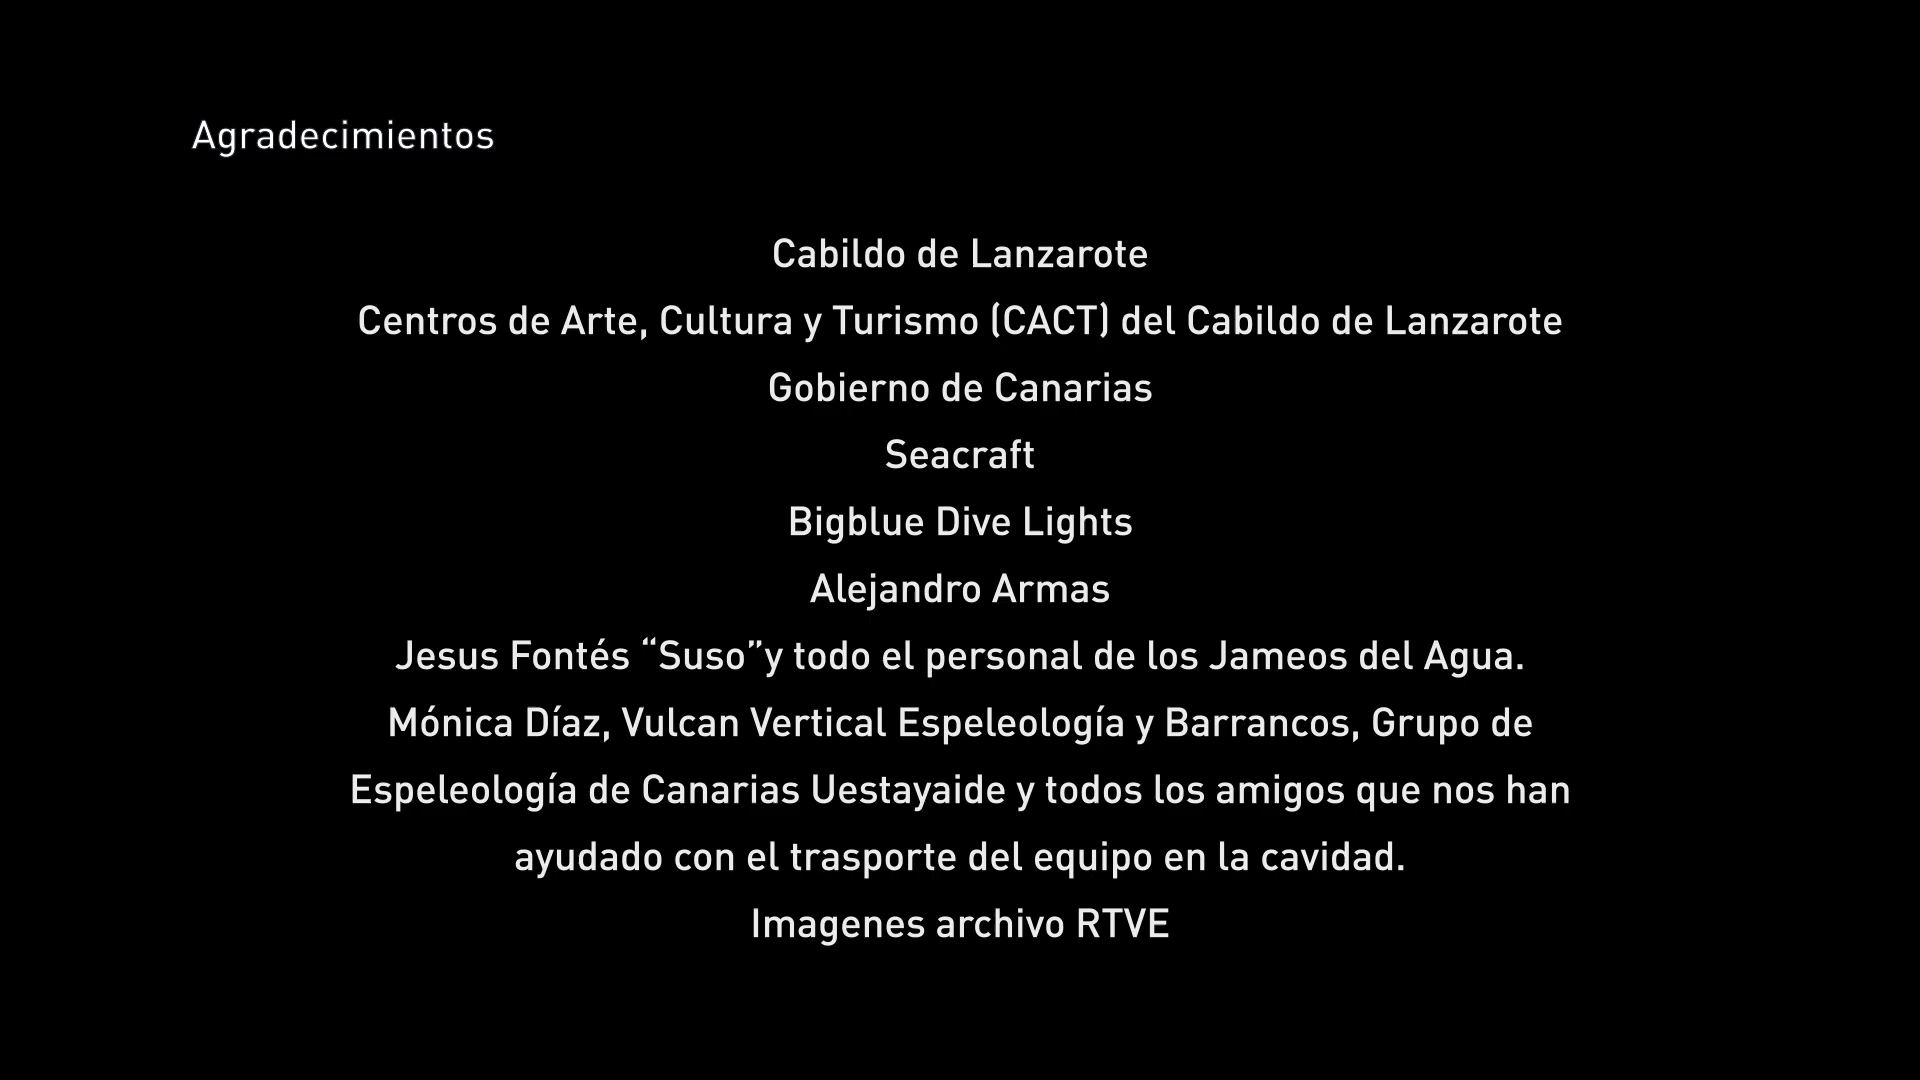 Agradecimientos
Cabildo de Lanzarote
Centros de Arte, Cultura y Turismo (CACT) del Cabildo de Lanzarote
Gobierno de Canarias
Seacraft
Bigblue Dive Lights
Alejandro Armas
Jesus Fontés “Suso”y todo el personal de los Jameos del Agua.
Mónica Díaz, Vulcan Vertical Espeleología y Barrancos, Grupo de
Espeleología de Canarias Uestayaide y todos los amigos que nos han
ayudado con el trasporte del equipo en la cavidad.
Imagenes archivo RTVE